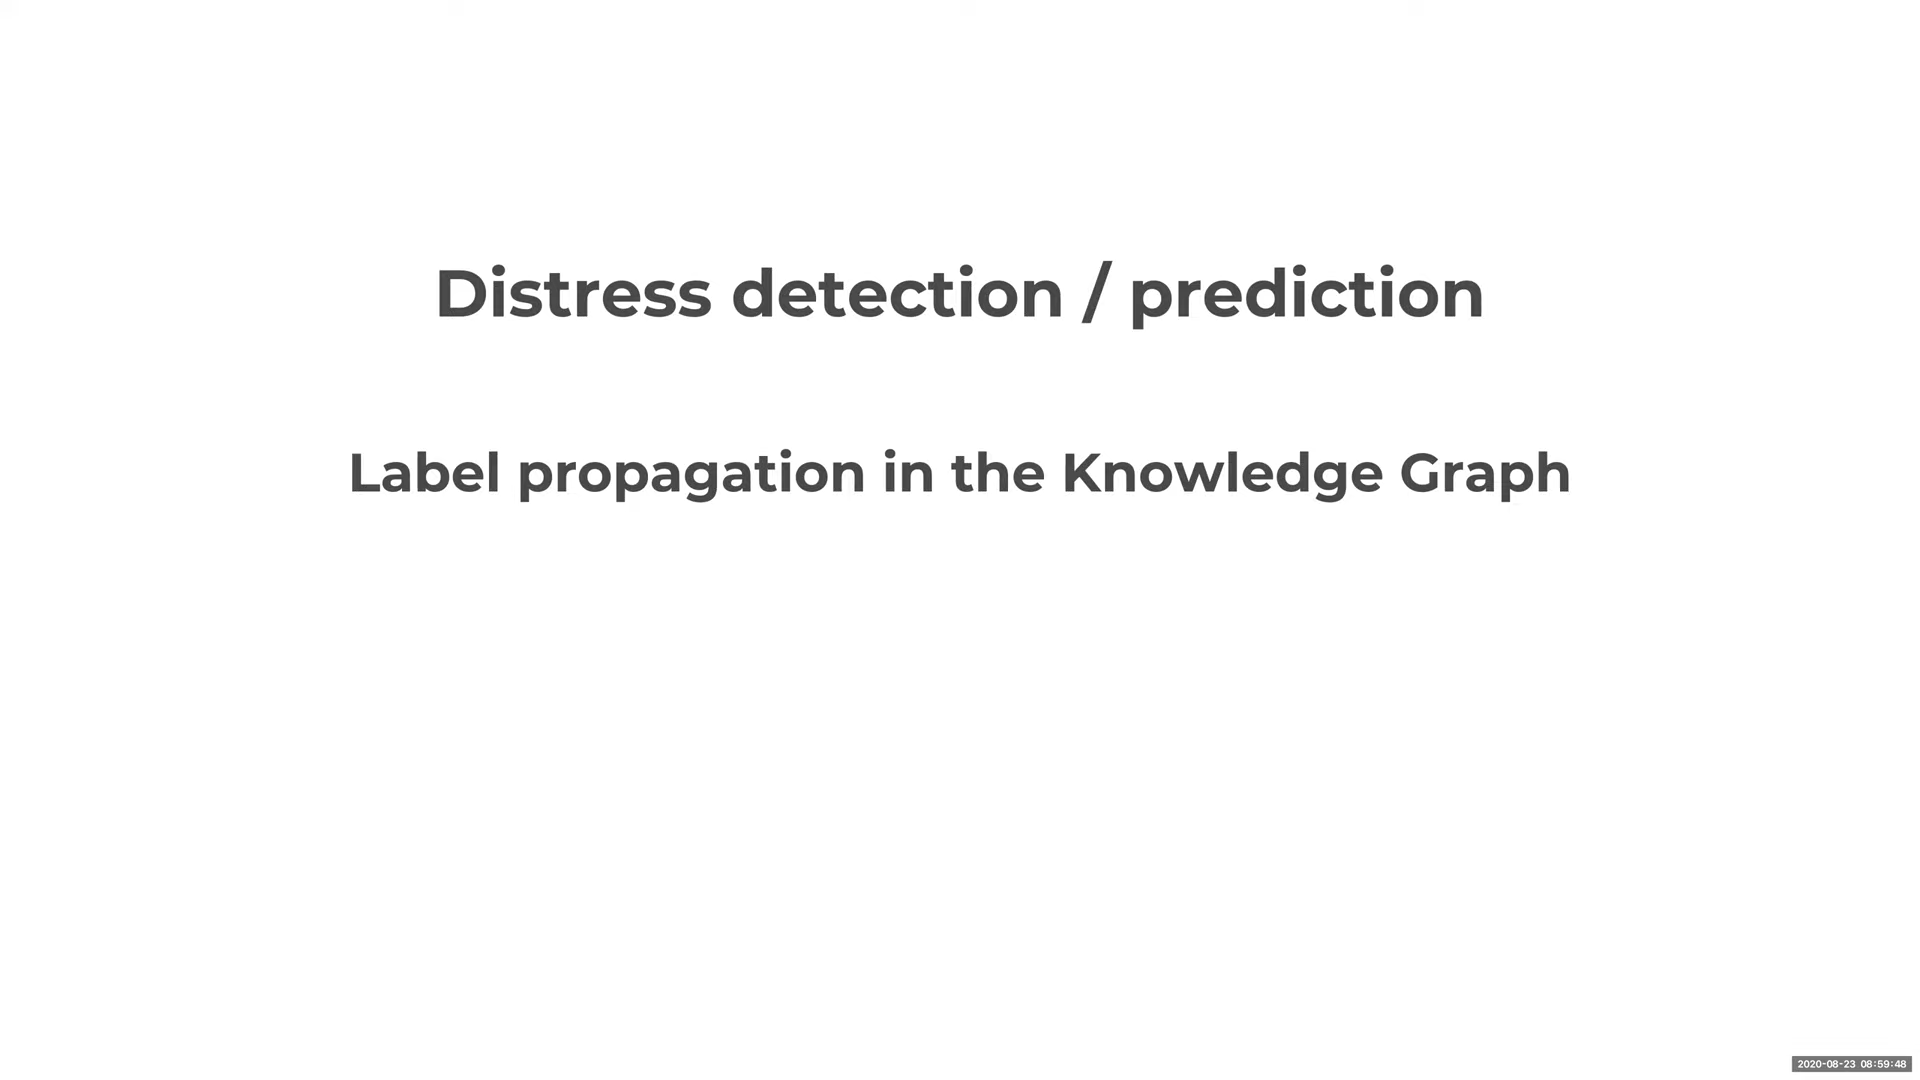 Distress detection / prediction
Label propagation in the Knowledge Graph
2020-08-23 08:59:48